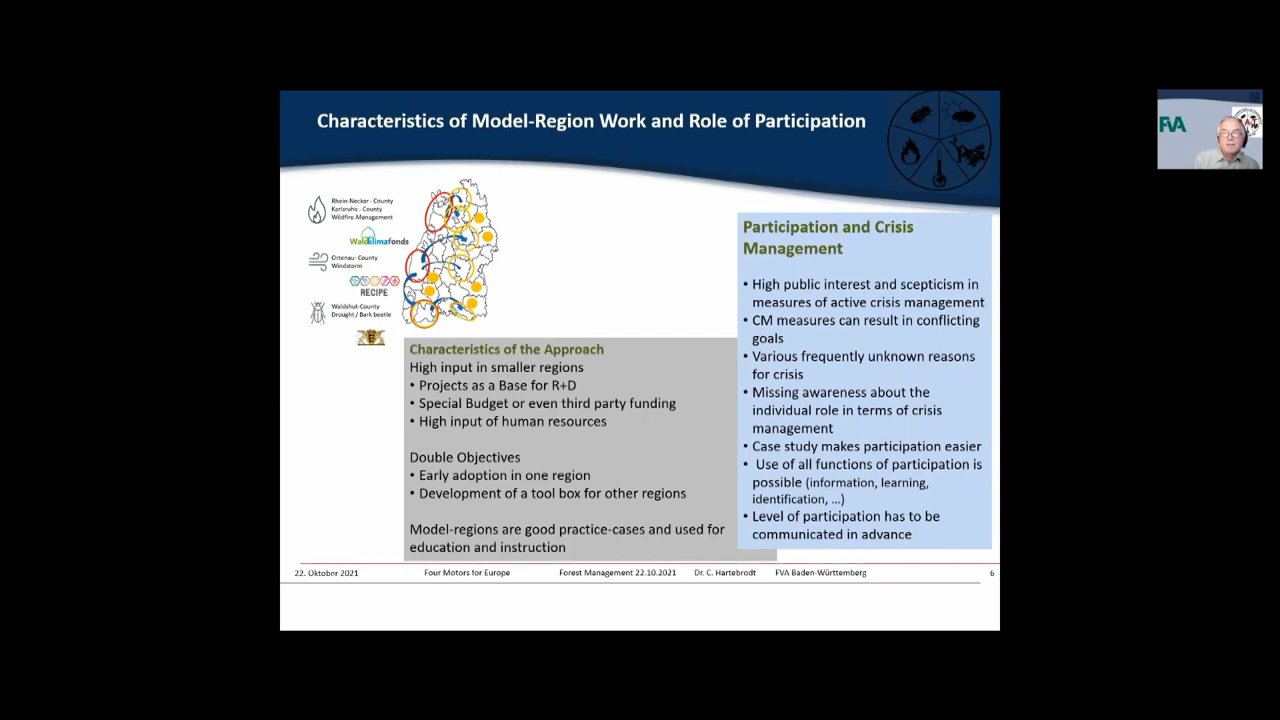 Characteristics of Model-Region Work and Role of Participation
FVA
Rhein-Neckar - County
Karlsruhe - County
Wildfire-Management
Waldklimafonds
Ortenau- County
Windstorm
RECIPE
Waldshut-County
Drought / Bark beetle
Characteristics of the Approach
High input in smaller regions
• Projects as a Base for R+D
• Special Budget or even third party funding
• High input of human resources
Double Objectives
• Early adoption in one region
• Development of a tool box for other regions
Model-regions are good practice-cases and used for
education and instruction
Participation and Crisis
Management
• High public interest and scepticism in
measures of active crisis management
• CM measures can result in conflicting
goals
• Various frequently unknown reasons
for crisis
• Missing awareness about the
individual role in terms of crisis
management
• Case study makes participation easier
• Use of all functions of participation is
possible (information, learning,
identification, ...)
• Level of participation has to be
communicated in advance
22. Oktober 2021 Four Motors for Europe Forest Management 22.10.2021 Dr. C. Hartebrodt FVA Baden-Württemberg 6